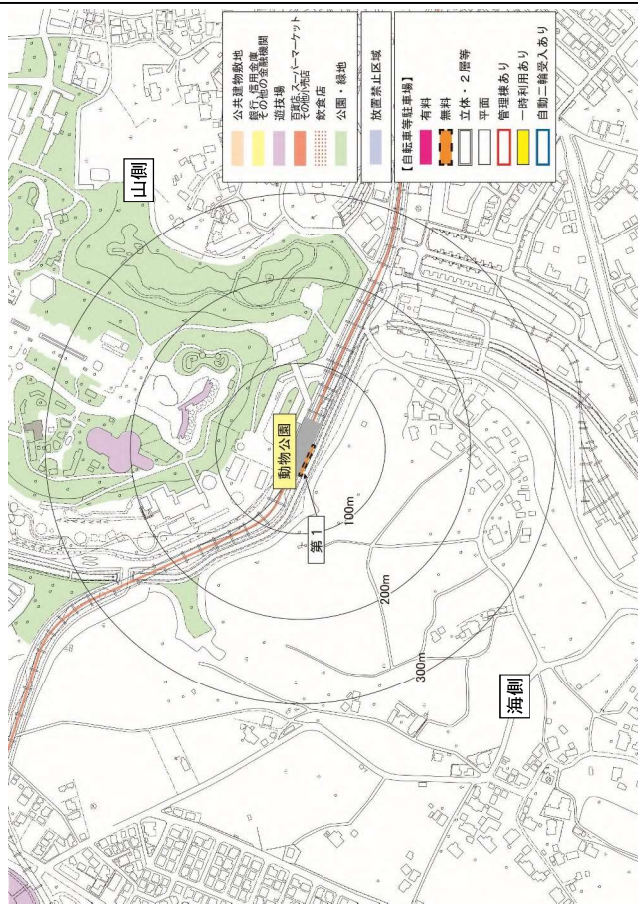 山側
動物公園
第1
100m
200m
300m
海側
公共建物敷地
銀行、信用金庫
その他の金融機関
遊技場
百貨店、スーパーマーケット
その他小売店
飲食店
公園・緑地
放置禁止区域
【自転車等駐車場】
有料
無料
立体・2層等
平面
管理棟あり
一時利用あり
自動二輪受入あり